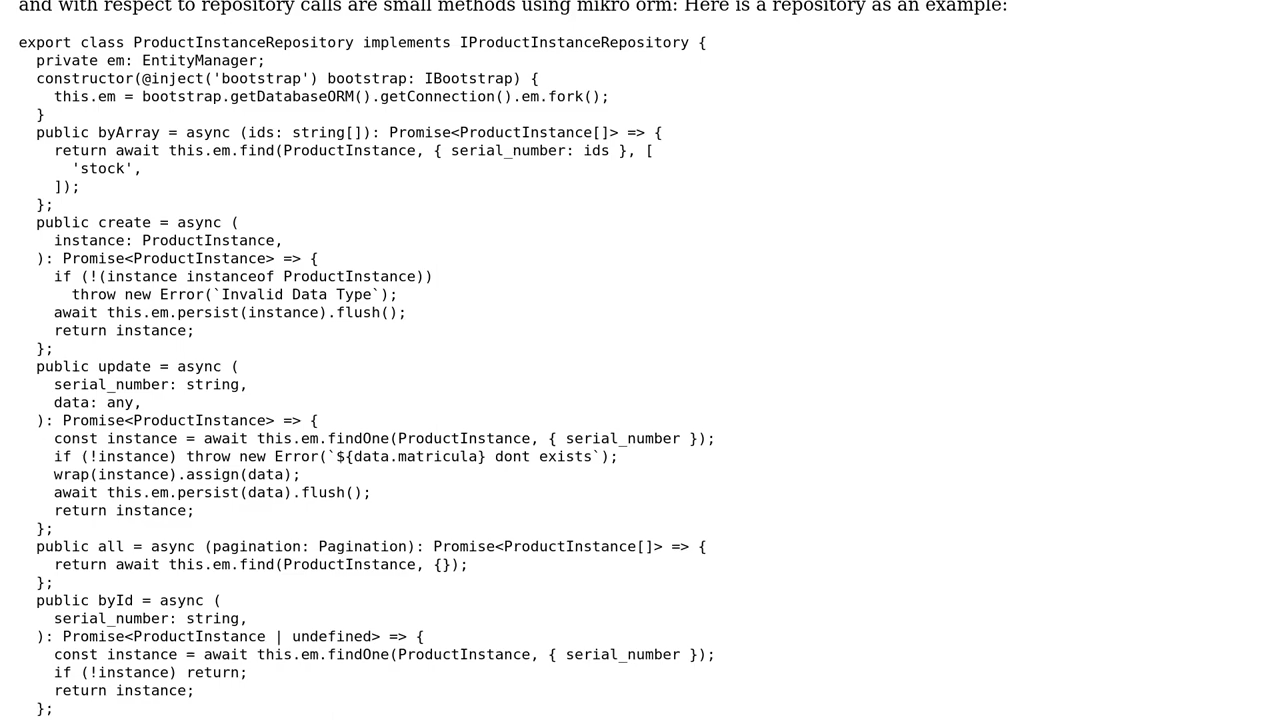 and with respect to repository calls are small methods using mikro orm: Here is a repository as an example:
export class ProductInstanceRepository implements IProductInstanceRepository {
  private em: EntityManager;
  constructor(@inject('bootstrap') bootstrap: IBootstrap) {
    this.em = bootstrap.getDatabaseORM().getConnection().em.fork();
  }
  public byArray = async (ids: string[]): Promise<ProductInstance[]> => {
    return await this.em.find(ProductInstance, { serial_number: ids }, [
      'stock',
    ]);
  };
  public create = async (
    instance: ProductInstance,
  ): Promise<ProductInstance> => {
    if (!(instance instanceof ProductInstance))
      throw new Error(`Invalid Data Type`);
    await this.em.persist(instance).flush();
    return instance;
  };
  public update = async (
    serial_number: string,
    data: any,
  ): Promise<ProductInstance> => {
    const instance = await this.em.findOne(ProductInstance, { serial_number });
    if (!instance) throw new Error(`${data.matricula} dont exists`);
    wrap(instance).assign(data);
    await this.em.persist(data).flush();
    return instance;
  };
  public all = async (pagination: Pagination): Promise<ProductInstance[]> => {
    return await this.em.find(ProductInstance, {});
  };
  public byId = async (
    serial_number: string,
  ): Promise<ProductInstance | undefined> => {
    const instance = await this.em.findOne(ProductInstance, { serial_number });
    if (!instance) return;
    return instance;
  };